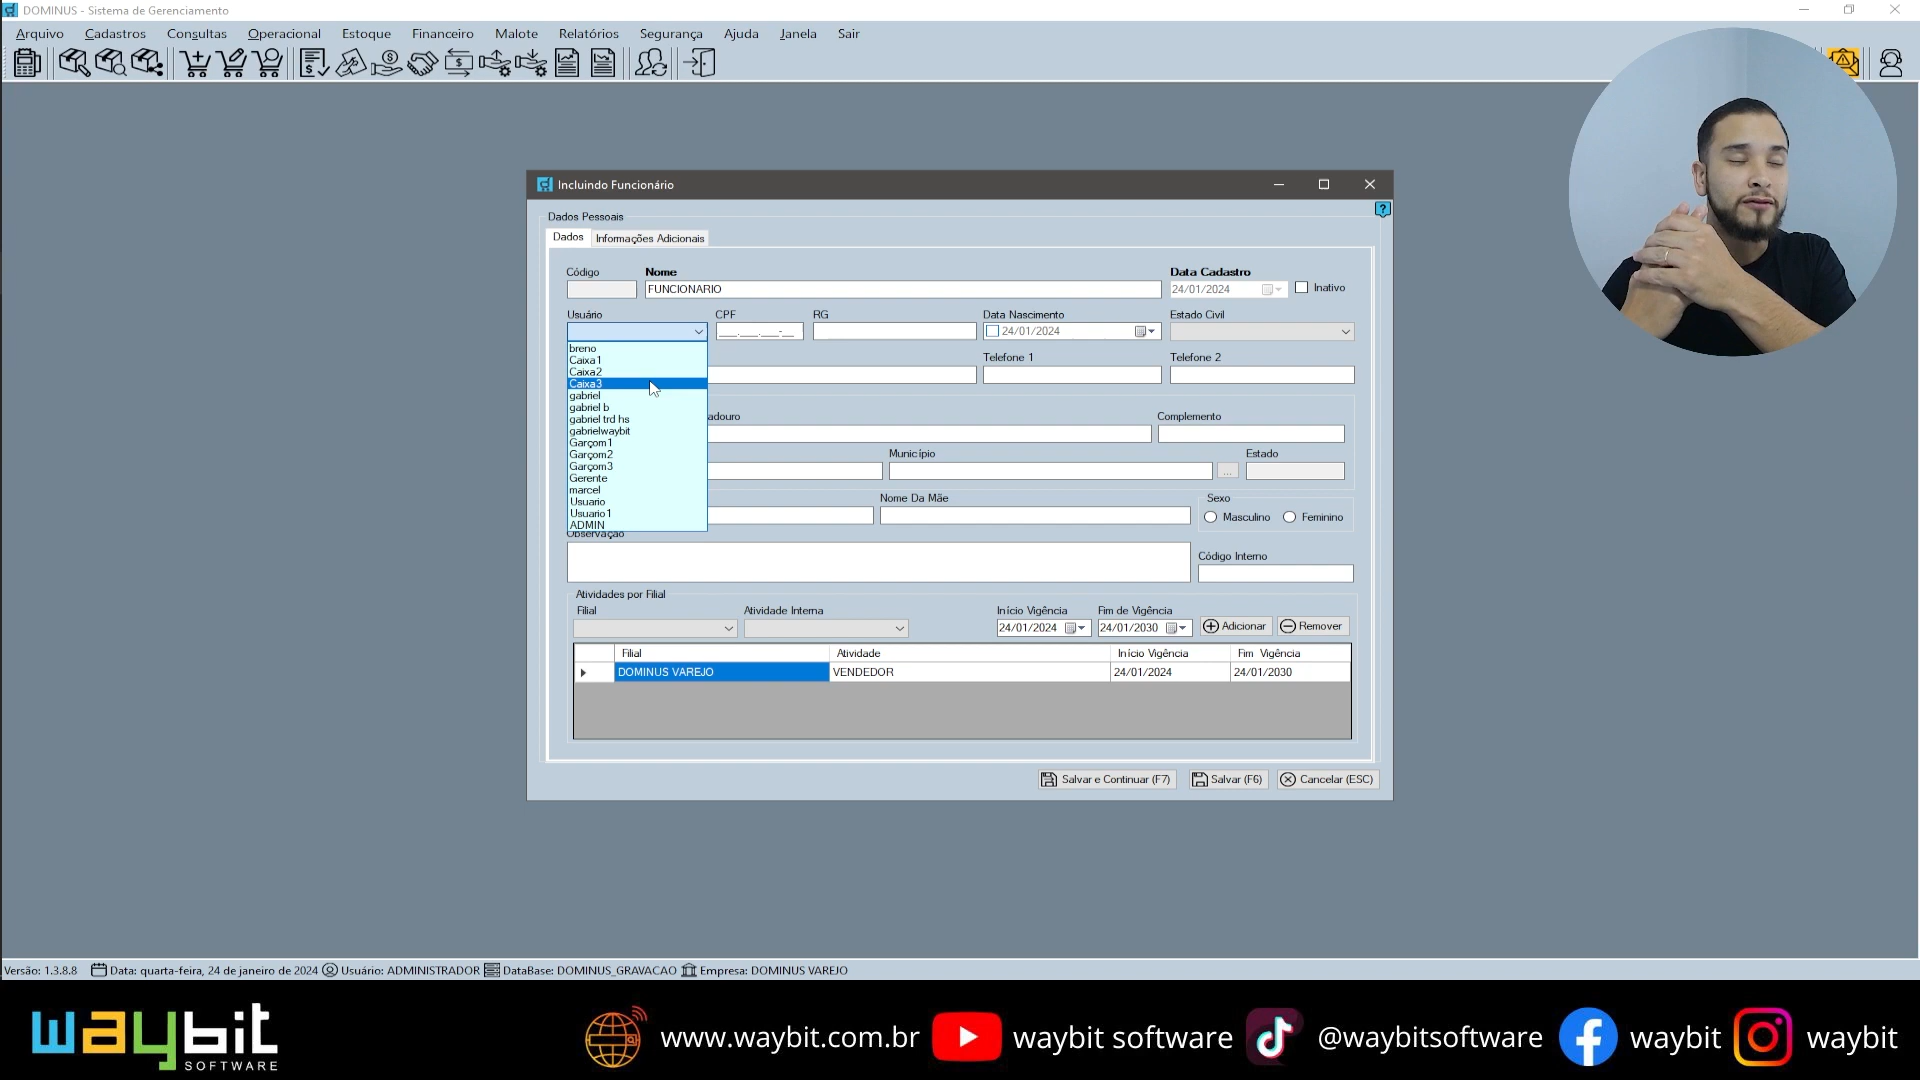 DOMINUS - Sistema de Gerenciamento
Arquivo Cadastros Consultas Operacional Estoque Financeiro Malote Relatórios Segurança Ajuda Janela Sair
Incluindo Funcionário
?
Dados Pessoais
Dados Informações Adicionais
Código Nome Data Cadastro
FUNCIONARIO 24/01/2024 Inativo
Usuário CPF RG Data Nascimento Estado Civil
___.___.___-__ 24/01/2024
breno
Caixa1
Caixa2
Caixa3
gabriel
gabriel b
gabriel trd hs
gabrielwaybit
Garçom1
Garçom2
Garçom3
Gerente
marcel
Usuario
Usuario1
ADMIN
Telefone 1 Telefone 2
adouro Complemento
Município Estado
...
Nome Da Mãe Sexo
Masculino Feminino
Observação
Código Interno
Atividades por Filial
Filial Atividade Interna Início Vigência Fim de Vigência
24/01/2024 24/01/2030 Adicionar Remover
Filial Atividade Início Vigência Fim Vigência
DOMINUS VAREJO VENDEDOR 24/01/2024 24/01/2030
Salvar e Continuar (F7) Salvar (F6) Cancelar (ESC)
Versão: 1.3.8.8 Data: quarta-feira, 24 de janeiro de 2024 Usuário: ADMINISTRADOR DataBase: DOMINUS_GRAVACAO Empresa: DOMINUS VAREJO
waybit
SOFTWARE
www.waybit.com.br waybit software @waybitsoftware waybit waybit